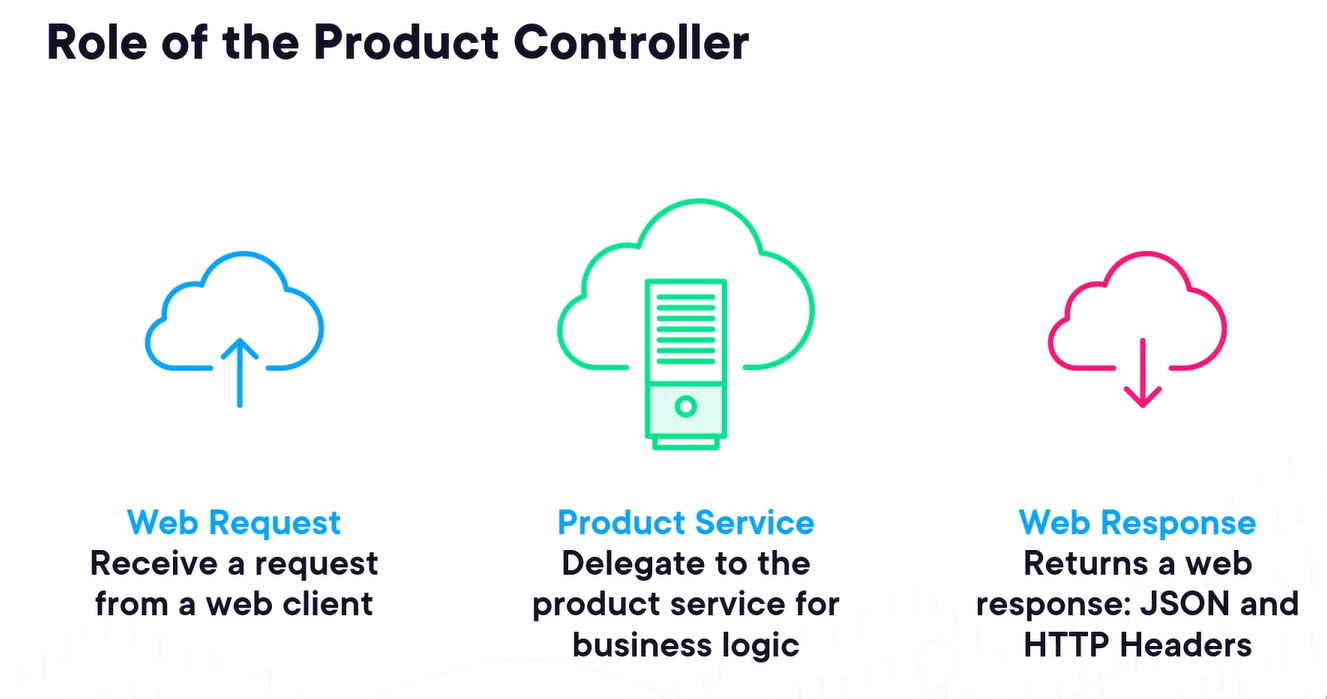 Role of the Product Controller
Web Request
Receive a request
from a web client
Product Service
Delegate to the
product service for
business logic
Web Response
Returns a web
response: JSON and
HTTP Headers